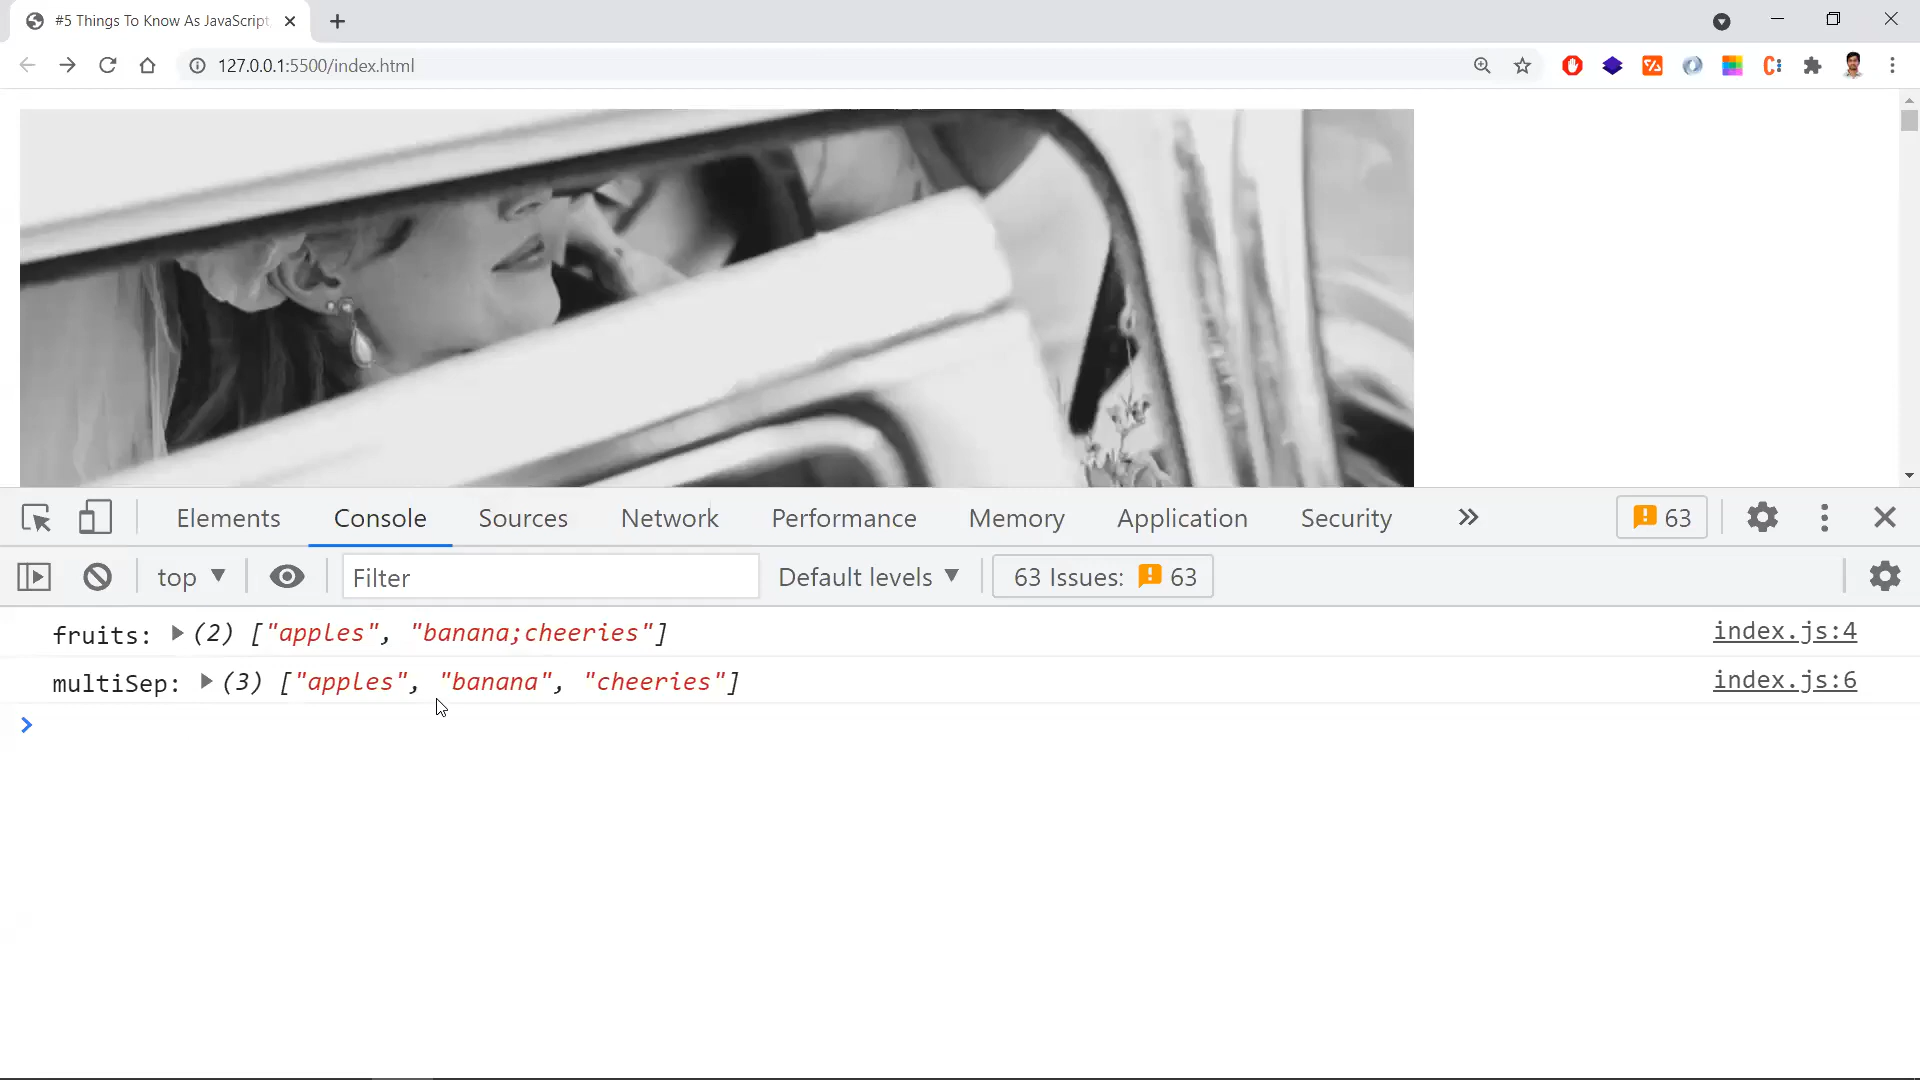 #5 Things To Know As JavaScript
127.0.0.1:5500/index.html
Elements Console Sources Network Performance Memory Application Security 63
top Filter Default levels 63 Issues: 63
fruits: (2) ["apples", "banana;cheeries"] index.js:4
multiSep: (3) ["apples", "banana", "cheeries"] index.js:6